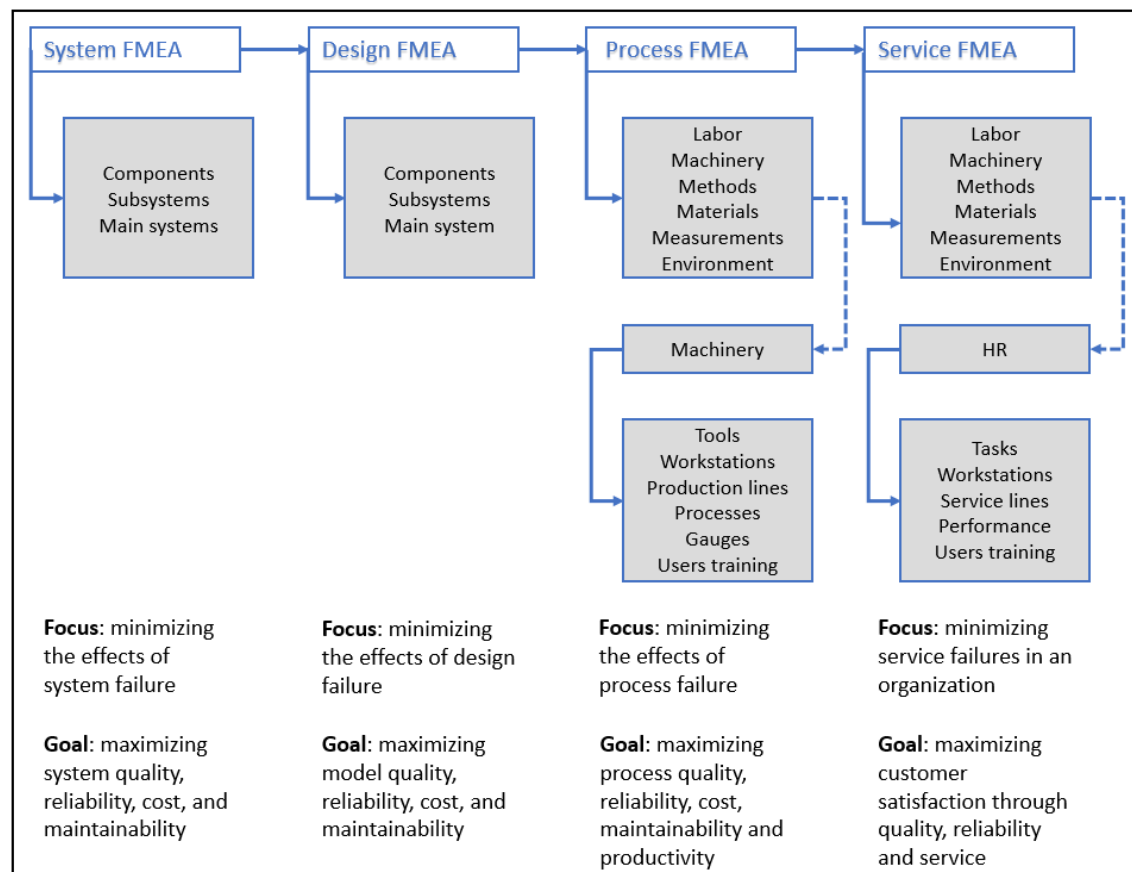 System FMEA
Design FMEA
Process FMEA
Service FMEA
Components
Subsystems
Main systems
Components
Subsystems
Main system
Labor
Machinery
Methods
Materials
Measurements
Environment
Labor
Machinery
Methods
Materials
Measurements
Environment
Machinery
HR
Tools
Workstations
Production lines
Processes
Gauges
Users training
Tasks
Workstations
Service lines
Performance
Users training
Focus: minimizing
the effects of
system failure
Focus: minimizing
the effects of design
failure
Focus: minimizing
the effects of
process failure
Focus: minimizing
service failures in an
organization
Goal: maximizing
system quality,
reliability, cost, and
maintainability
Goal: maximizing
model quality,
reliability, cost, and
maintainability
Goal: maximizing
process quality,
reliability, cost,
maintainability and
productivity
Goal: maximizing
customer
satisfaction through
quality, reliability
and service